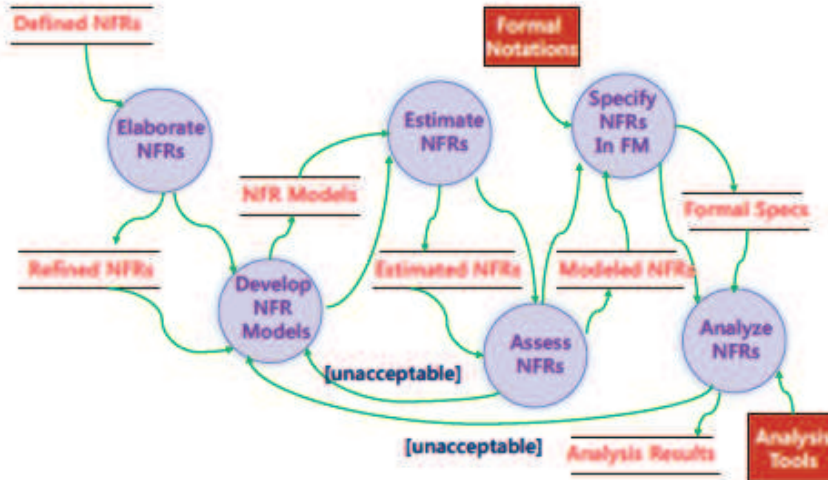 Defined NFRs
Formal
Notations
Elaborate
NFRs
Estimate
NFRs
Specify
NFRs
In FM
NfR Models
Formal Specs
Refined NFRs
Develop
NFR
Models
Estimated NFRs
Modeled NFRs
Assess
NFRs
Analyze
NFRs
[unacceptable]
[unacceptable]
Analysis Results
Analysis
Tools